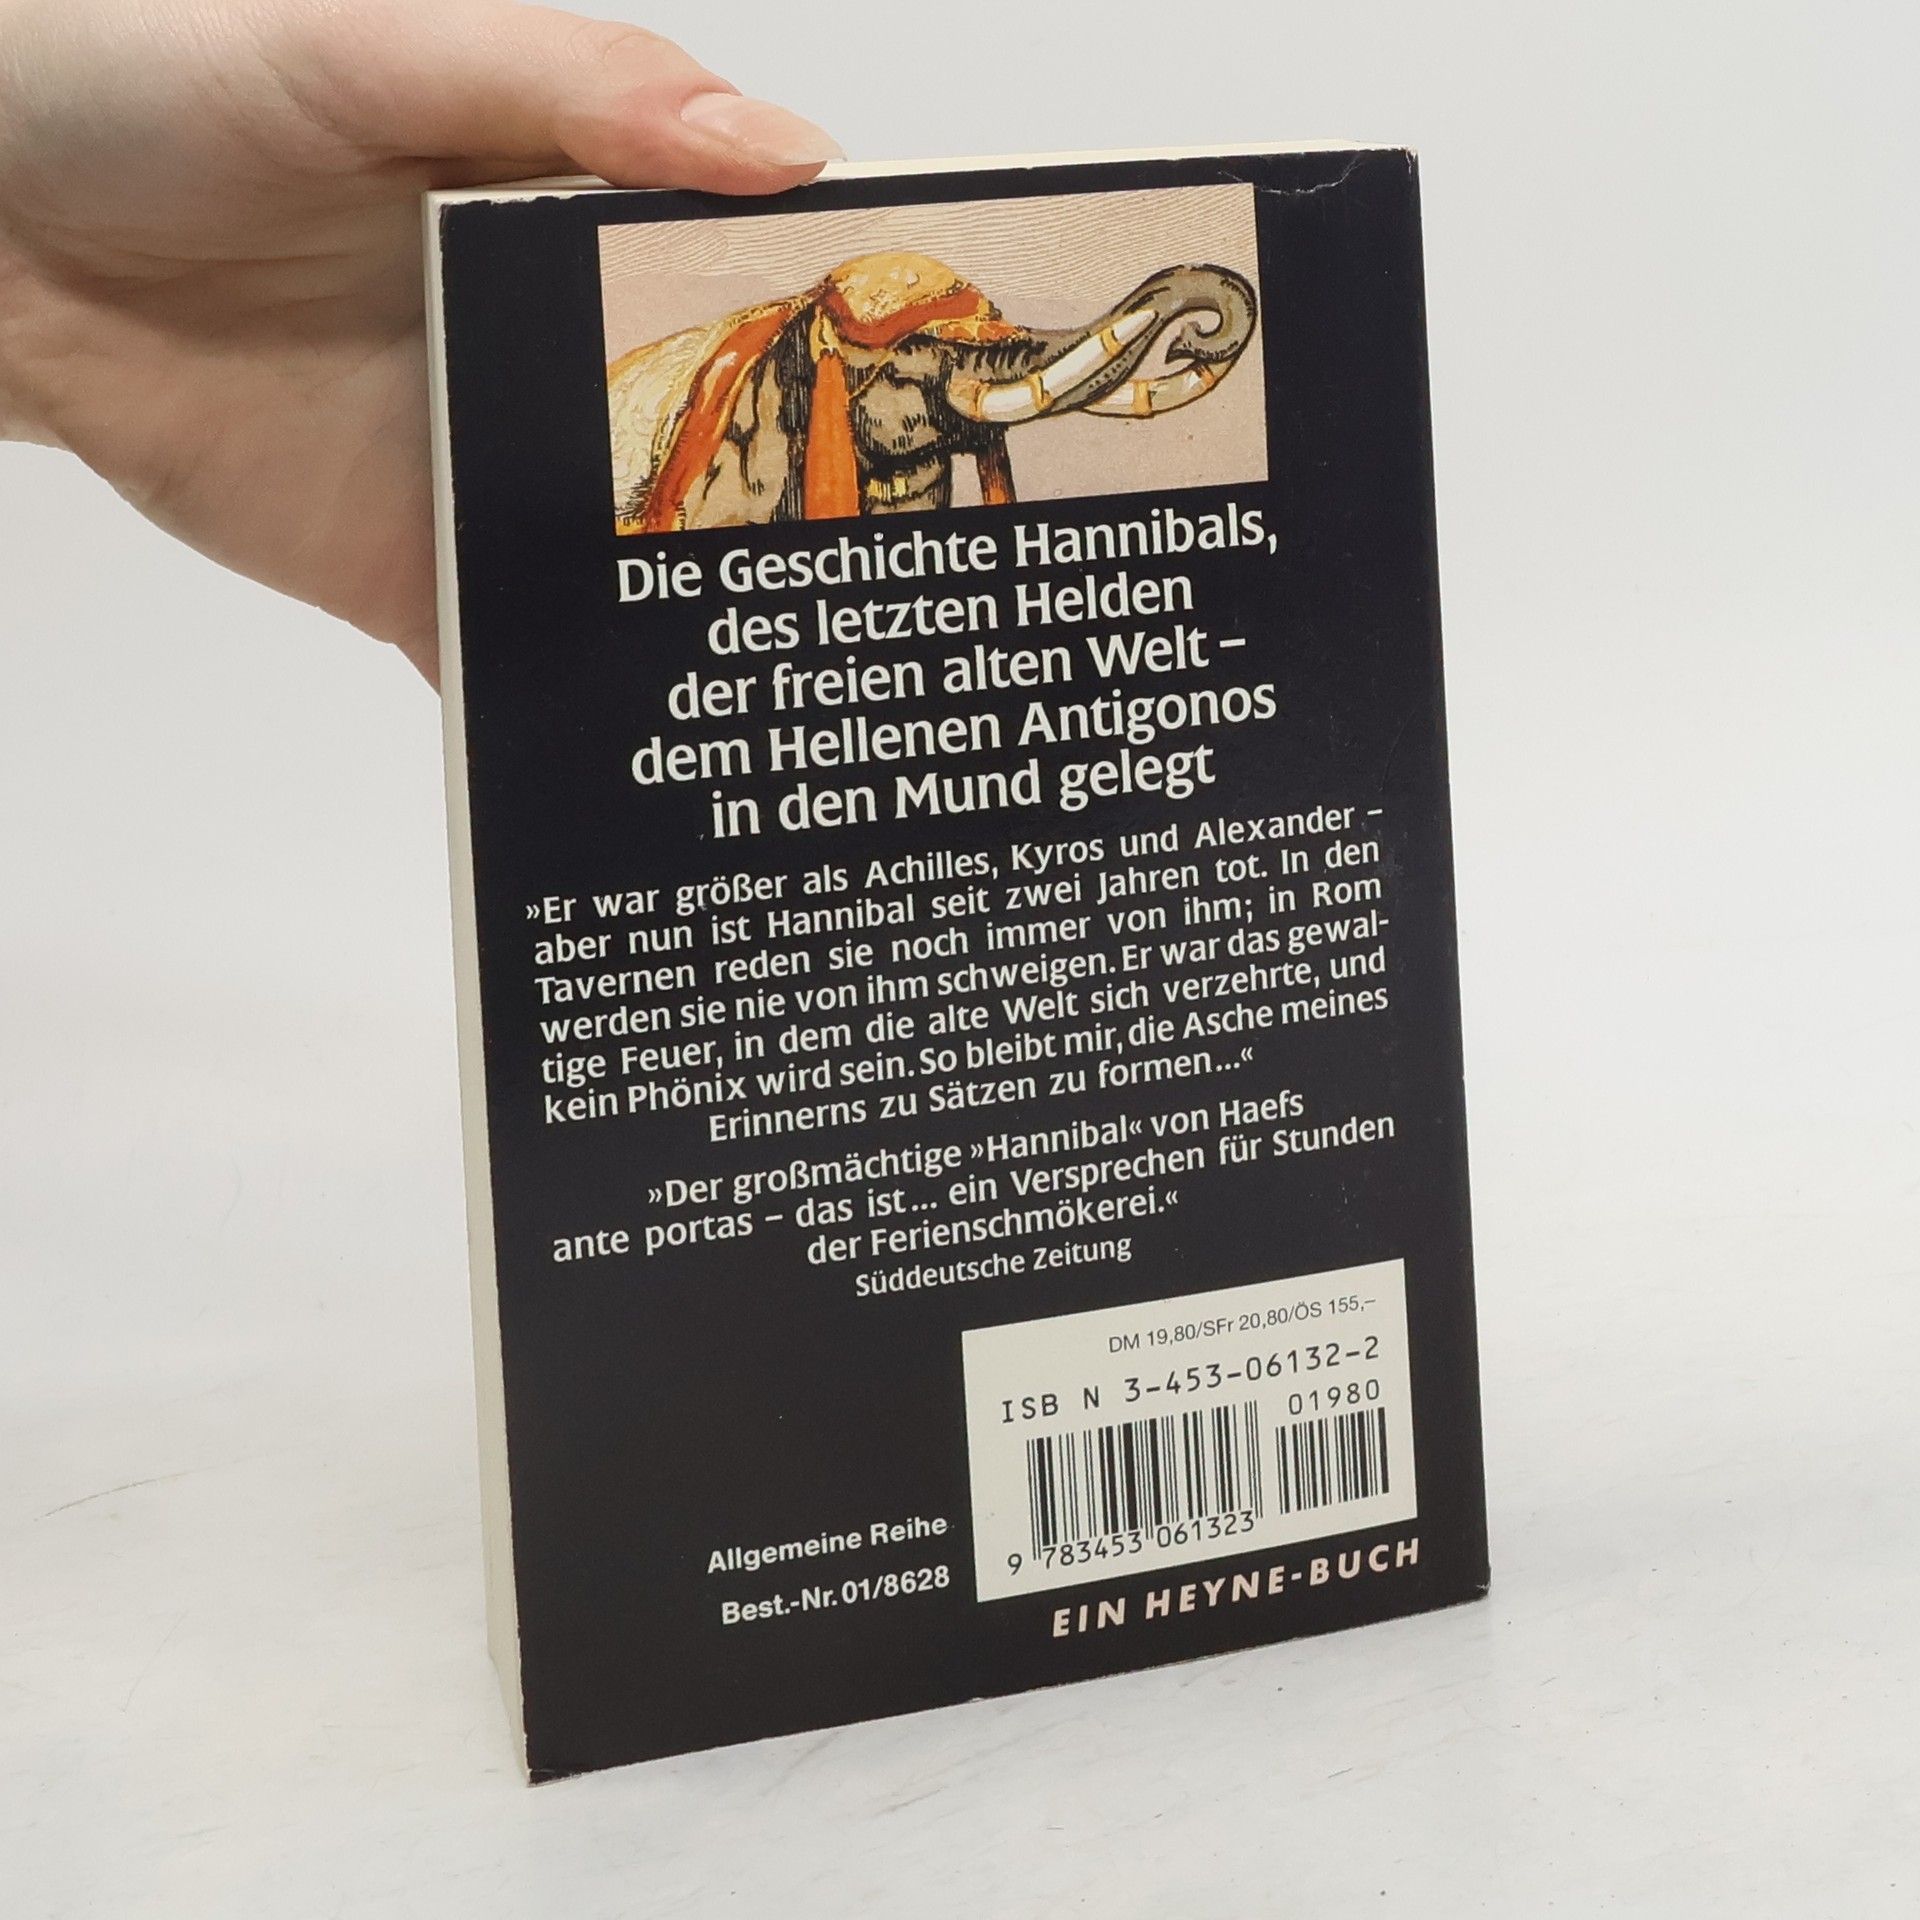 Die Geschichte Hannibals,
des letzten Helden
der freien alten Welt –
dem Hellenen Antigonos
in den Mund gelegt
»Er war größer als Achilles, Kyros und Alexander –
aber nun ist Hannibal seit zwei Jahren tot. In den
Tavernen reden sie noch immer von ihm; in Rom
werden sie nie von ihm schweigen. Er war das gewal-
tige Feuer, in dem die alte Welt sich verzehrte, und
kein Phönix wird sein. So bleibt mir, die Asche meines
Erinnerns zu Sätzen zu formen...«
»Der großmächtige »Hannibal« von Haefs
ante portas – das ist... ein Versprechen für Stunden
der Ferienschmökerei.«
Süddeutsche Zeitung
DM 19,80/SFr 20,80/ÖS 155,–
ISBN 3-453-06132-2
01980
9 783453 061323
Allgemeine Reihe
Best.-Nr. 01/8628
EIN HEYNE-BUCH